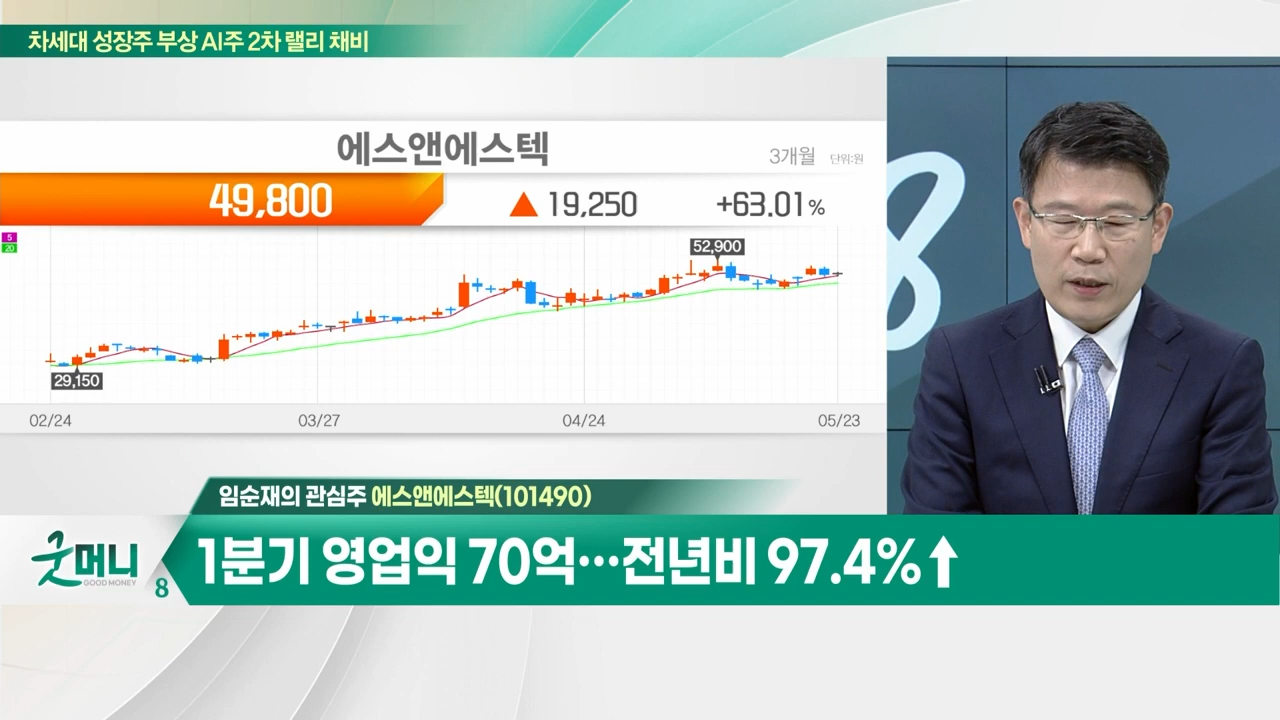 차세대 성장주 부상 AI주 2차 랠리 채비
에스앤에스텍
3개월 단위:원
49,800 ▲ 19,250 +63.01%
5
20
52,900
29,150
02/24 03/27 04/24 05/23
8
임순재의 관심주 에스앤에스텍(101490)
1분기 영업익 70억…전년비 97.4%↑
굿머니
GOOD MONEY
8